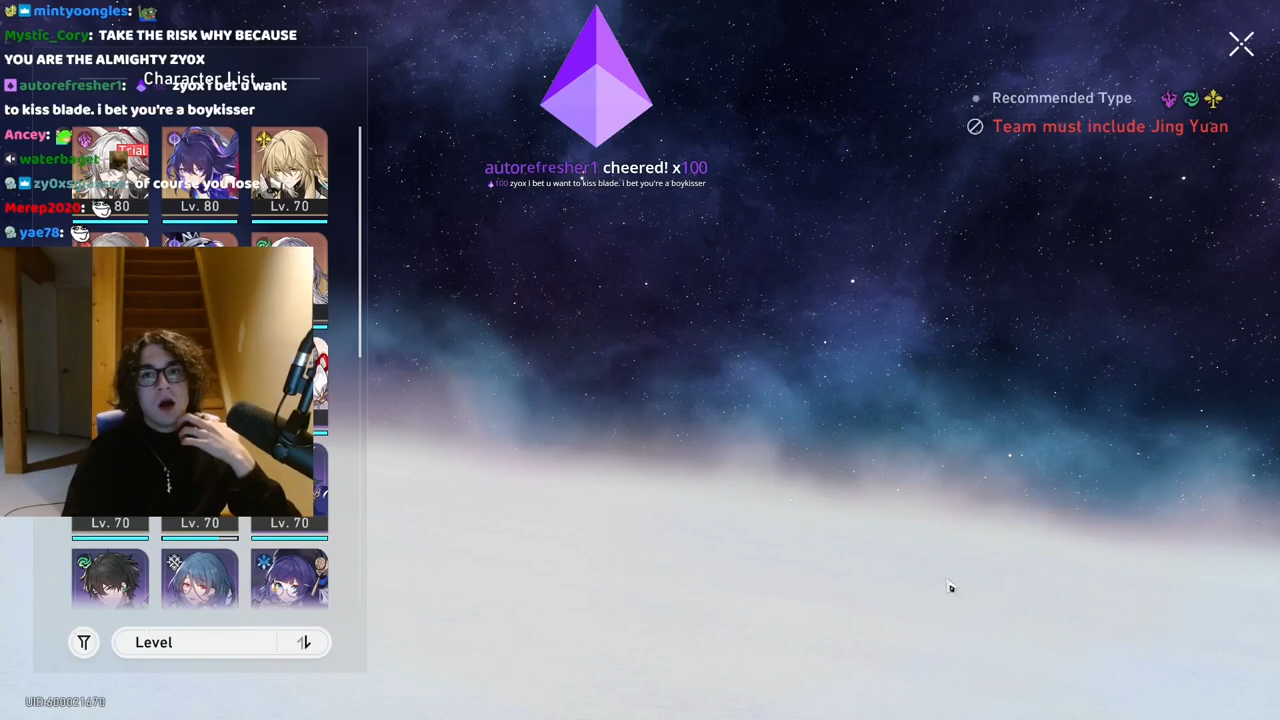 mintyoongles:
Mystic_Cory: TAKE THE RISK WHY BECAUSE
YOU ARE THE ALMIGHTY ZY0X
Character List
autorefresher1: zyox i bet u want
to kiss blade. i bet you're a boykisser
Ancey:
Trial
waterbaget
zy0xs of course you lose
Merep2020:
80
Lv. 80
Lv. 70
yae78:
autorefresher1 cheered! x100
100 zyox i bet u want to kiss blade. i bet you're a boykisser
Recommended Type
Team must include Jing Yuan
Lv. 70
Lv. 70
Lv. 70
Level
UID:600021670